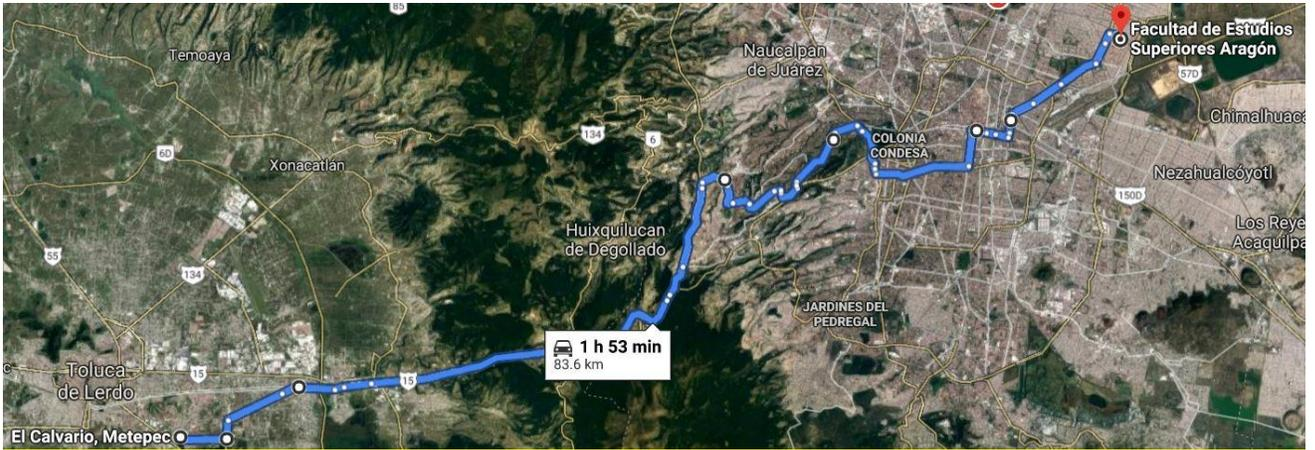 85
Temoaya
Naucalpan
de Juárez
Facultad de Estudios
Superiores Aragón
57D
134
6
Chimalhuacá
COLONIA
CONDESA
6D
Xonacatlán
Nezahualcóyotl
150D
Huixquilucan
de Degollado
Los Reye
Acaquilpa
55
134
JARDINES DEL
PEDREGAL
1 h 53 min
83.6 km
Toluca
de Lerdo
15
15
El Calvario, Metepec